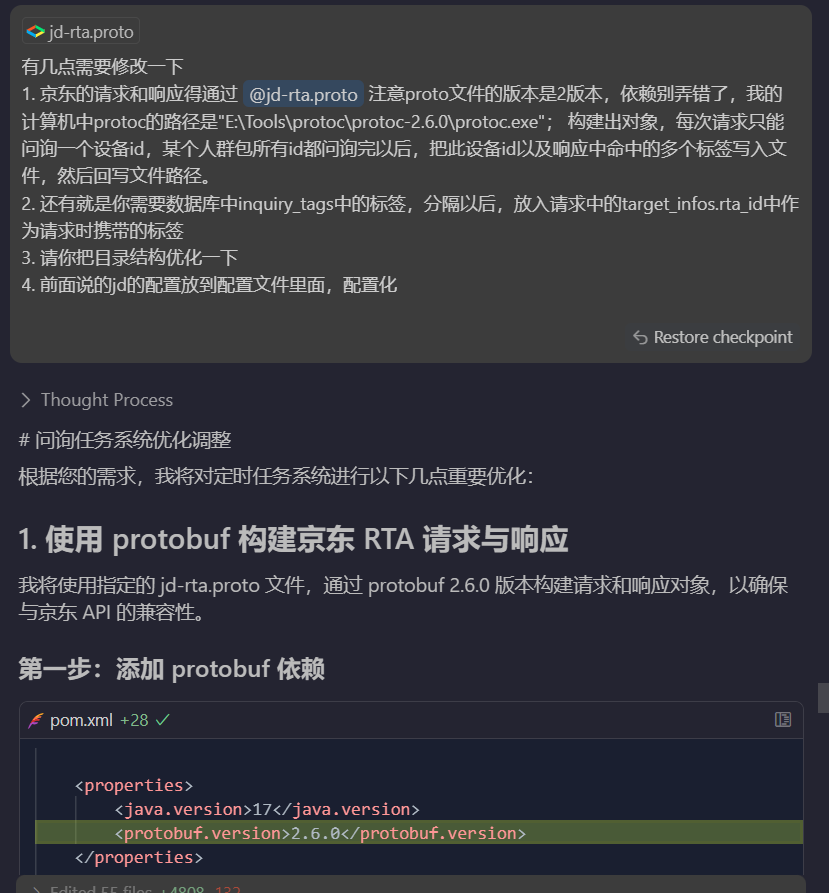 jd-rta.proto
有几点需要修改一下
1. 京东的请求和响应得通过 @jd-rta.proto 注意proto文件的版本是2版本，依赖别弄错了，我的
计算机中protoc的路径是"E:\Tools\protoc\protoc-2.6.0\protoc.exe"； 构建出对象，每次请求只能
问询一个设备id，某个人群包所有id都问询完以后，把此设备id以及响应中命中的多个标签写入文
件，然后回写文件路径。
2. 还有就是你需要数据库中inquiry_tags中的标签，分隔以后，放入请求中的target_infos.rta_id中作
为请求时携带的标签
3. 请你把目录结构优化一下
4. 前面说的jd的配置放到配置文件里面，配置化
Restore checkpoint
Thought Process
# 问询任务系统优化调整
根据您的需求，我将对定时任务系统进行以下几点重要优化：
1. 使用 protobuf 构建京东 RTA 请求与响应
我将使用指定的 jd-rta.proto 文件，通过 protobuf 2.6.0 版本构建请求和响应对象，以确保
与京东 API 的兼容性。
第一步：添加 protobuf 依赖
pom.xml +28
<properties>
<java.version>17</java.version>
<protobuf.version>2.6.0</protobuf.version>
</properties>
Edited 55 files +4808 -132